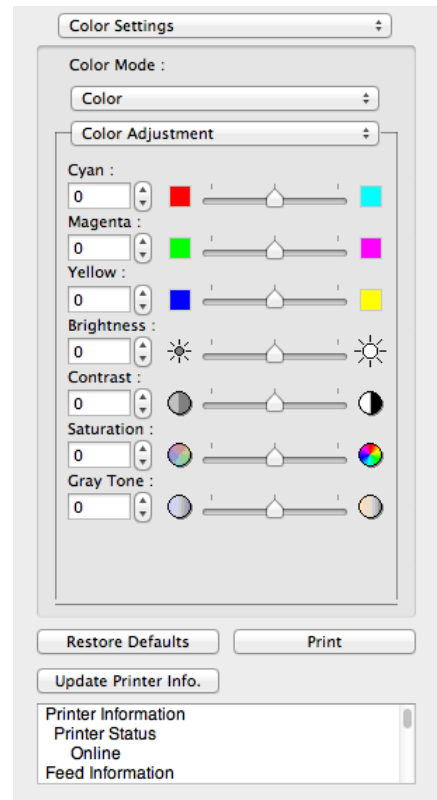 Color Settings
Color Mode :
Color
Color Adjustment
Cyan :
0
Magenta :
0
Yellow :
0
Brightness :
0
Contrast :
0
Saturation :
0
Gray Tone :
0
Restore Defaults
Print
Update Printer Info.
Printer Information
Printer Status
Online
Feed Information